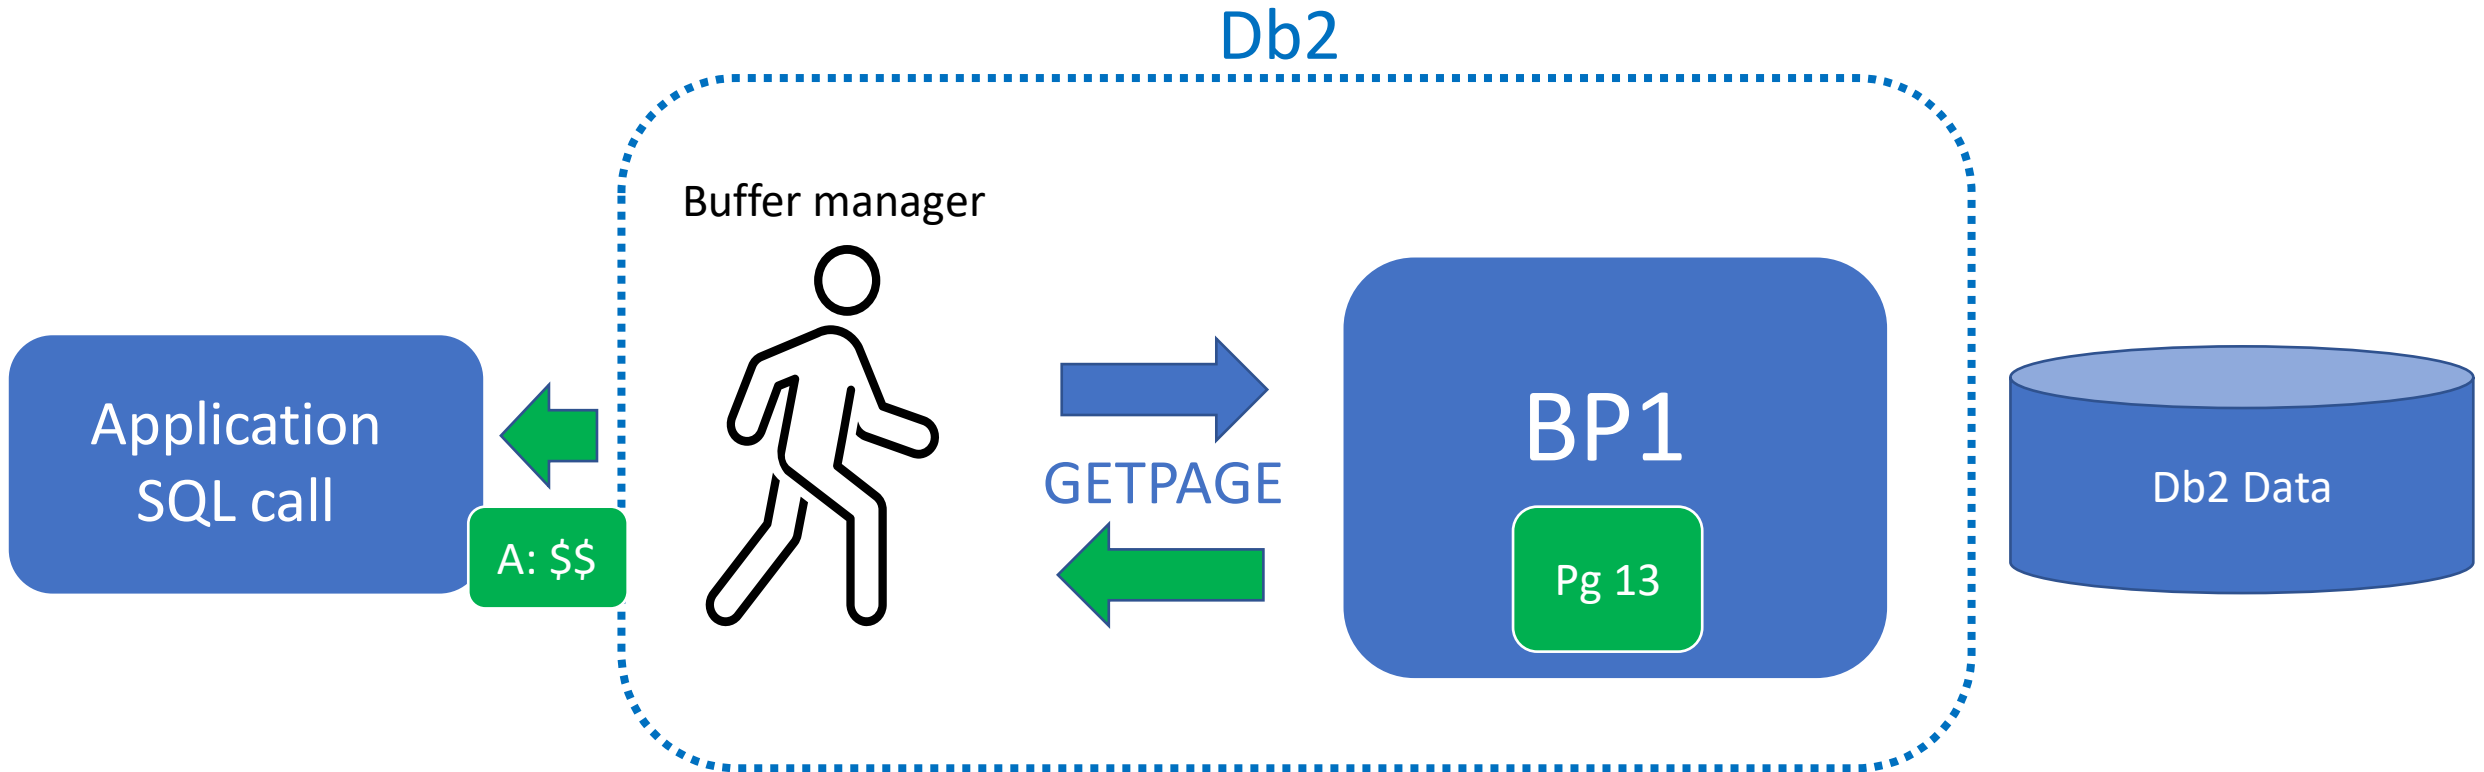 Db2
Buffer manager
Application
SQL call
A: $$
GETPAGE
BP1
Pg 13
Db2 Data